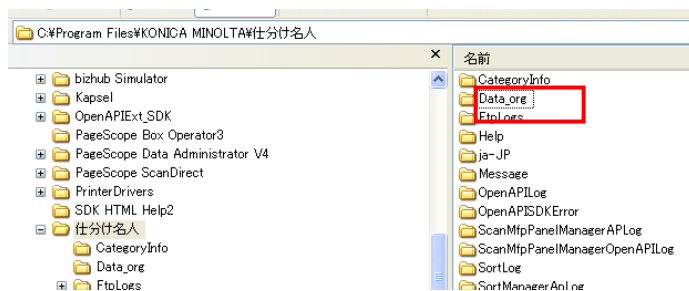 C:¥Program Files¥KONICA MINOLTA¥仕分け名人
bizhub Simulator
Kapsel
OpenAPIExt_SDK
PageScope Box Operator3
PageScope Data Administrator V4
PageScope ScanDirect
PrinterDrivers
SDK HTML Help2
仕分け名人
CategoryInfo
Data_org
FtpLogs
名前
CategoryInfo
Data_org
FtpLogs
Help
ja-JP
Message
OpenAPILog
OpenAPISDKError
ScanMfpPanelManagerAPLog
ScanMfpPanelManagerOpenAPILog
SortLog
SortManagerApLog